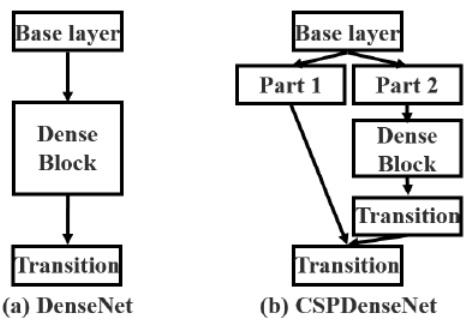 Base layer
Dense
Block
Transition
(a) DenseNet
Base layer
Part 1
Part 2
Dense
Block
Transition
Transition
(b) CSPDenseNet